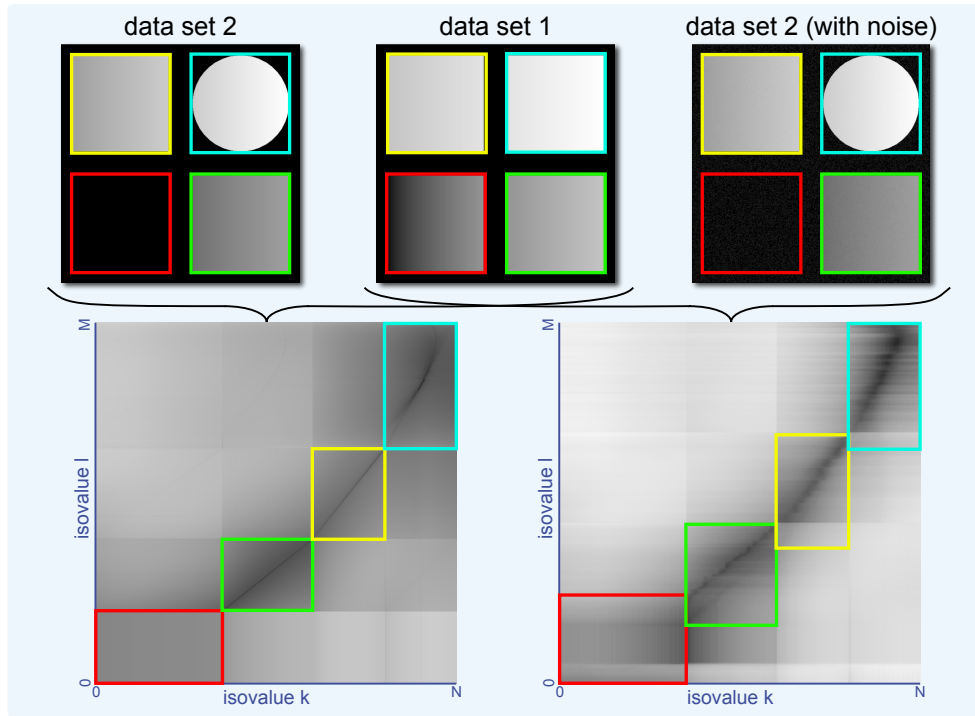 data set 2
data set 1
data set 2 (with noise)
M
isovalue l
0
0
isovalue k
N
M
isovalue l
0
0
isovalue k
N